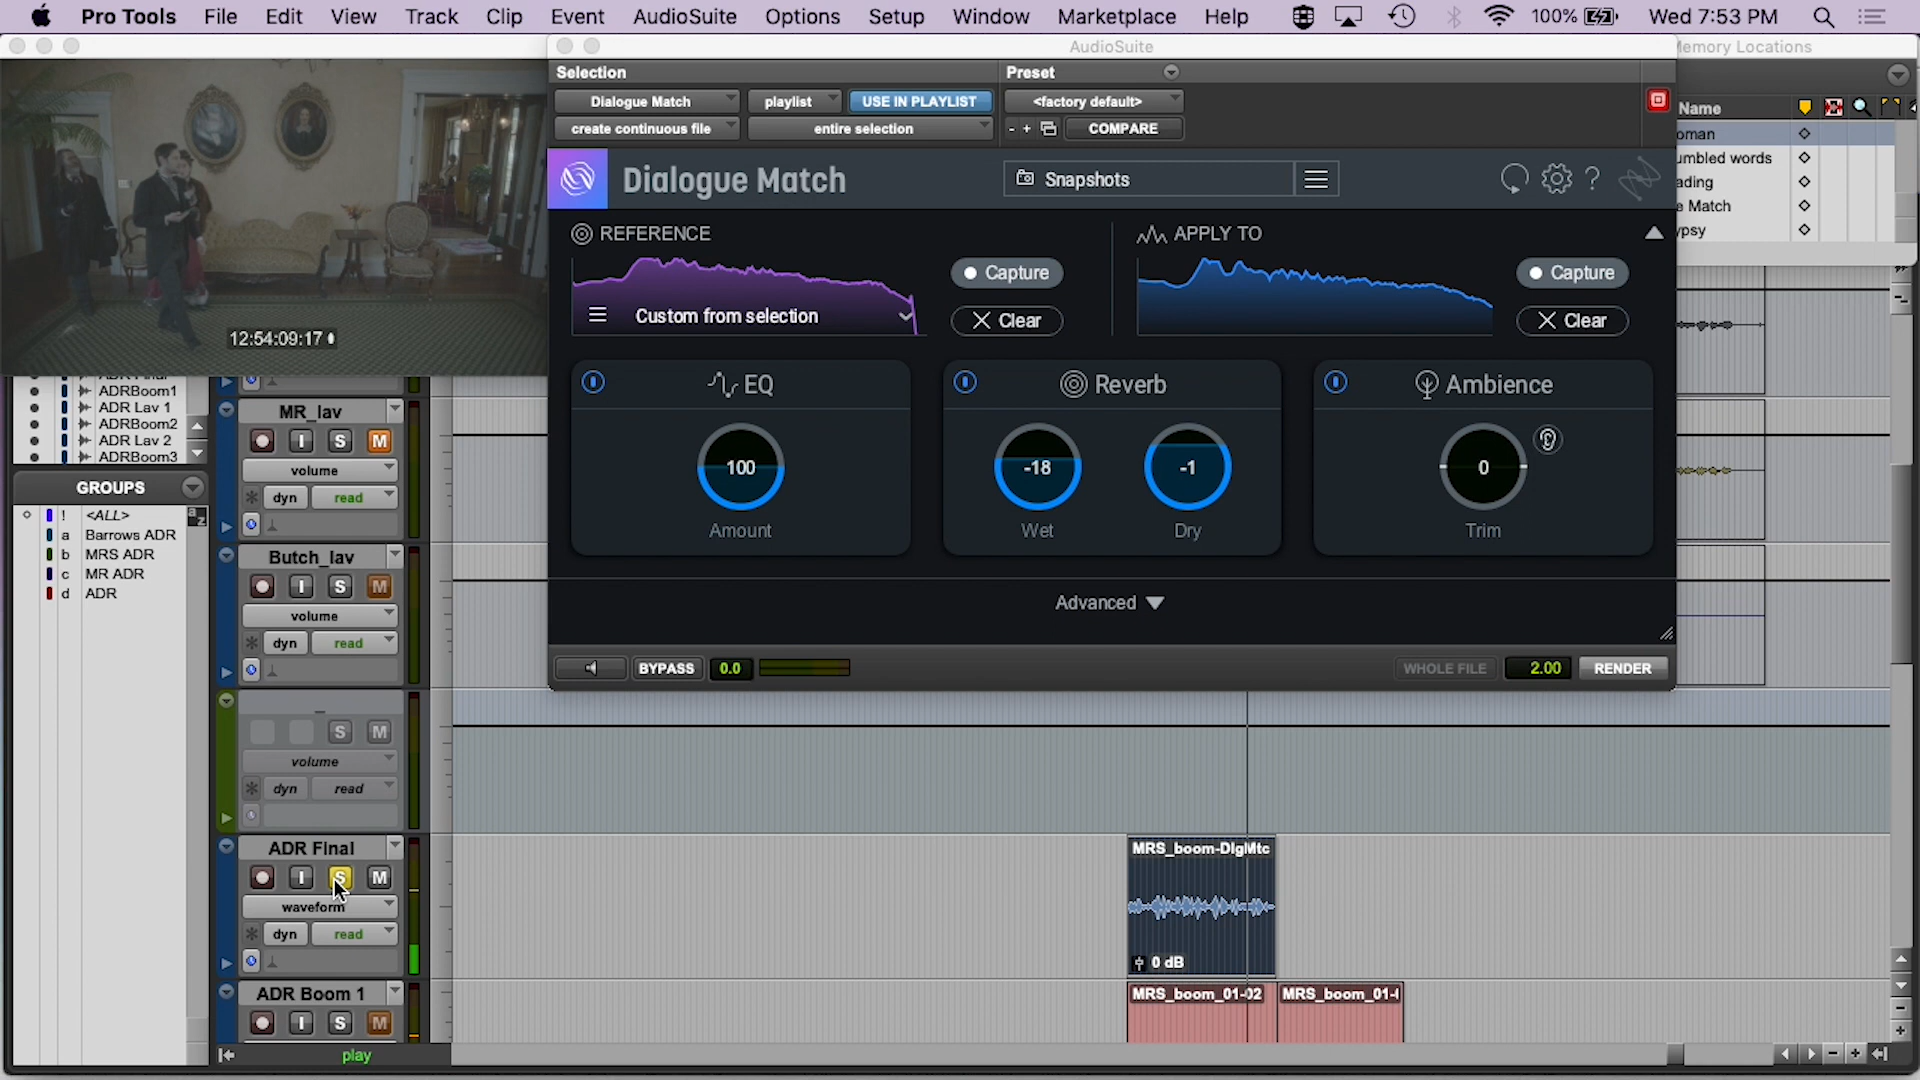 Pro Tools File Edit View Track Clip Event AudioSuite Options Setup Window Marketplace Help 100% Wed 7:53 PM
AudioSuite
Memory Locations
Selection
Preset
Dialogue Match
playlist
USE IN PLAYLIST
<factory default>
create continuous file
entire selection
- +
COMPARE
Name
oman
umbled words
ading
e Match
ypsy
Dialogue Match
Snapshots
?
REFERENCE
Capture
Custom from selection
Clear
APPLY TO
Capture
Clear
EQ
100
Amount
Reverb
-18
Wet
-1
Dry
Ambience
0
Trim
Advanced
BYPASS
0.0
WHOLE FILE
2.00
RENDER
12:54:09:17
ADRBoom1
ADR Lav 1
ADRBoom2
ADR Lav 2
ADRBoom3
GROUPS
! <ALL>
a Barrows ADR
b MRS ADR
c MR ADR
d ADR
a
z
MR_lav
I S M
volume
dyn read
Butch_lav
I S M
volume
dyn read
_
S M
volume
dyn read
ADR Final
I S M
waveform
dyn read
ADR Boom 1
I S M
play
MRS_boom-DlgMtc
0 dB
MRS_boom_01-02
MRS_boom_01-